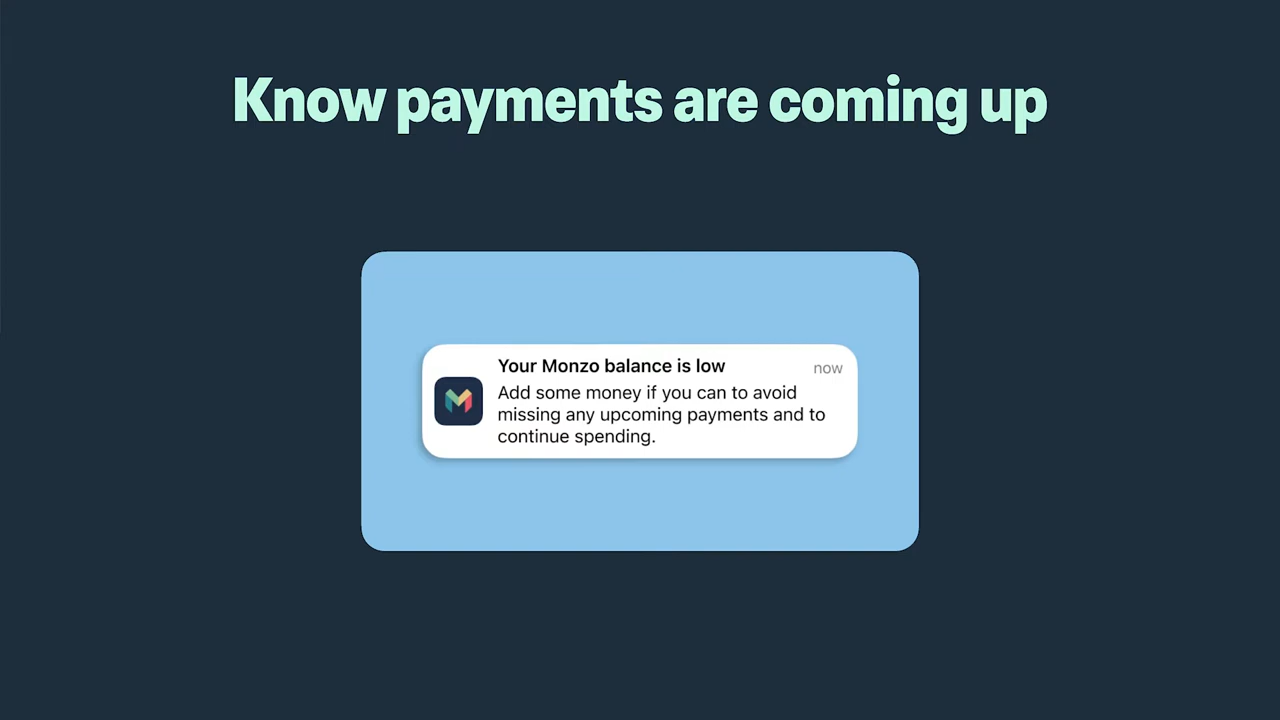 Know payments are coming up
Your Monzo balance is low
now
Add some money if you can to avoid
missing any upcoming payments and to
continue spending.